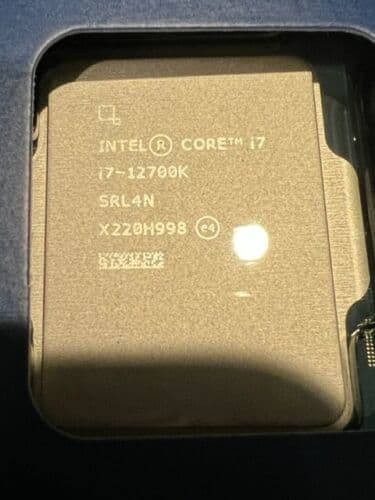 INTEL® CORE™ i7
i7-12700K
SRL4N
X220H998 e4